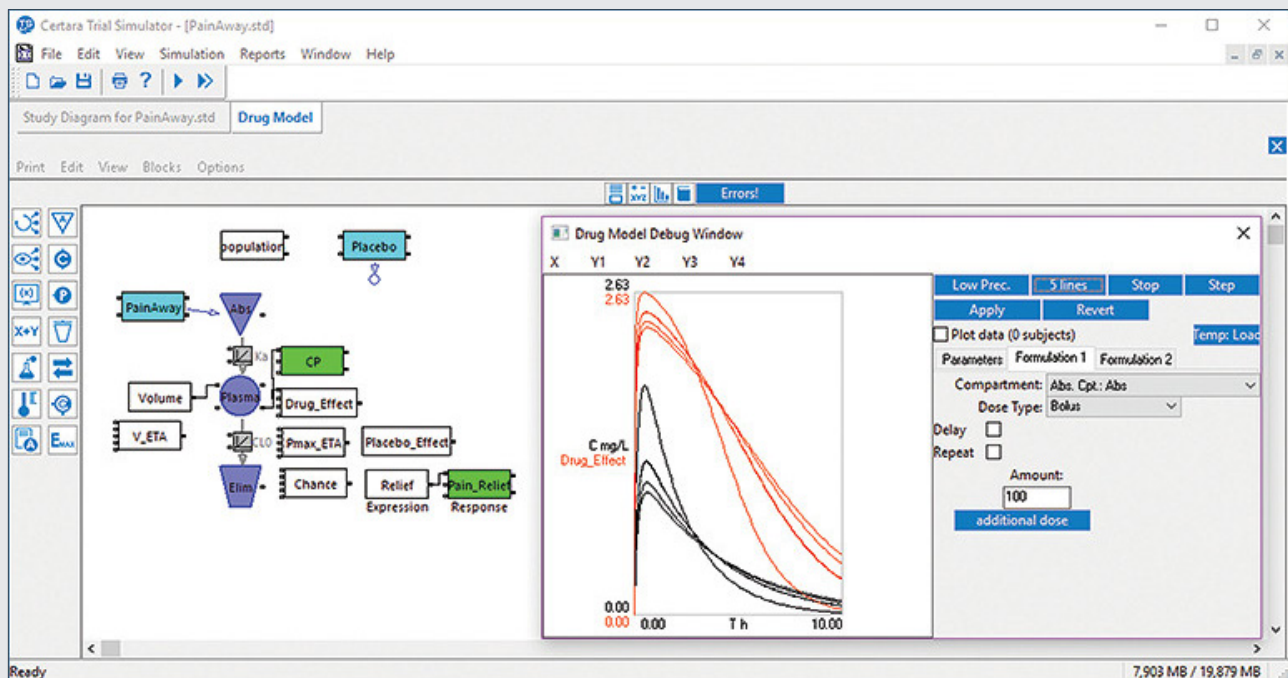 Certara Trial Simulator - [PainAway.std]
File Edit View Simulation Reports Window Help
Study Diagram for PainAway.std Drug Model
Print Edit View Blocks Options
XYZ Errors!
population Placebo
PainAway Abs
Ka CP
Volume Plasma Drug_Effect
V_ETA CLO Pmax_ETA Placebo_Effect
Elim Chance Relief Pain_Relief
Expression Response
A
C
(x) P
X+Y
E C
A EMAX
Drug Model Debug Window
X Y1 Y2 Y3 Y4
2.63
2.63
C mg/L
Drug_Effect
0.00
0.00 0.00 T h 10.00
Low Prec. 5 lines Stop Step
Apply Revert
Plot data (0 subjects) Temp: Load
Parameters Formulation 1 Formulation 2
Compartment: Abs. Cpt.: Abs
Dose Type: Bolus
Delay
Repeat
Amount:
100
additional dose
Ready 7,903 MB / 19,879 MB